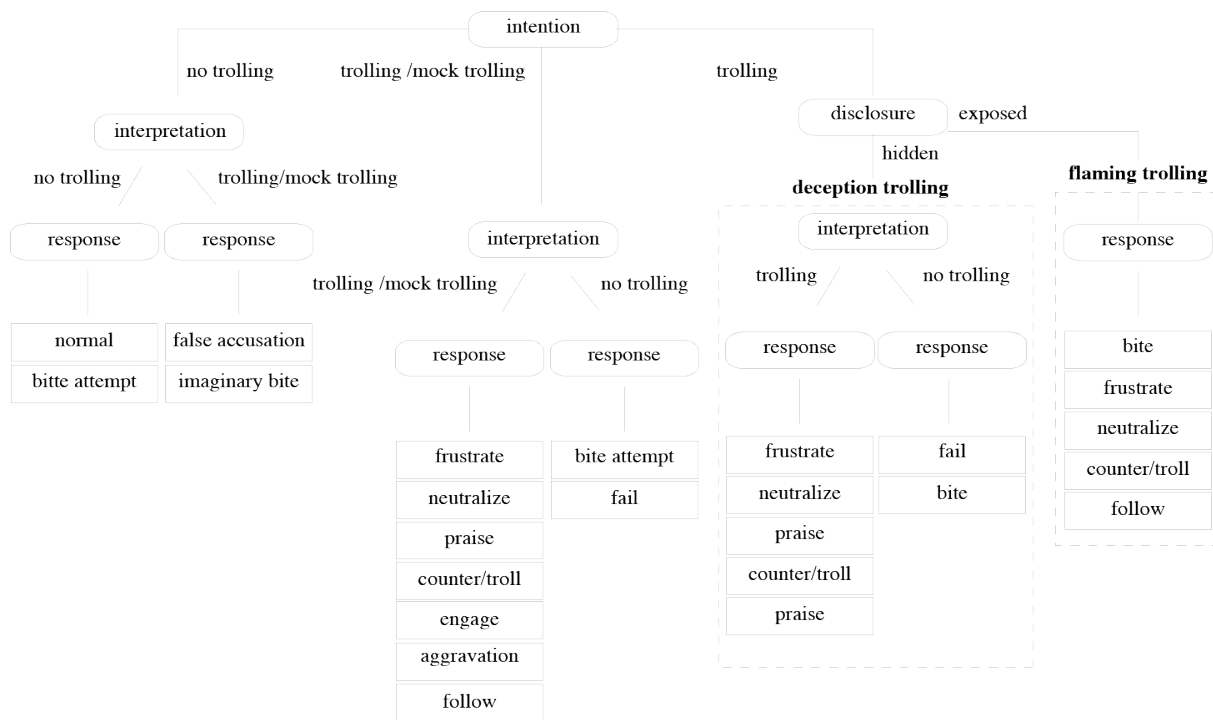 intention
no trolling
trolling /mock trolling
trolling
interpretation
disclosure
exposed
hidden
no trolling
trolling/mock trolling
deception trolling
flaming trolling
response
response
interpretation
interpretation
response
trolling /mock trolling
no trolling
trolling
no trolling
normal
bitte attempt
false accusation
imaginary bite
response
response
response
response
bite
frustrate
neutralize
counter/troll
follow
frustrate
neutralize
praise
counter/troll
engage
aggravation
follow
bite attempt
fail
frustrate
neutralize
praise
counter/troll
praise
fail
bite